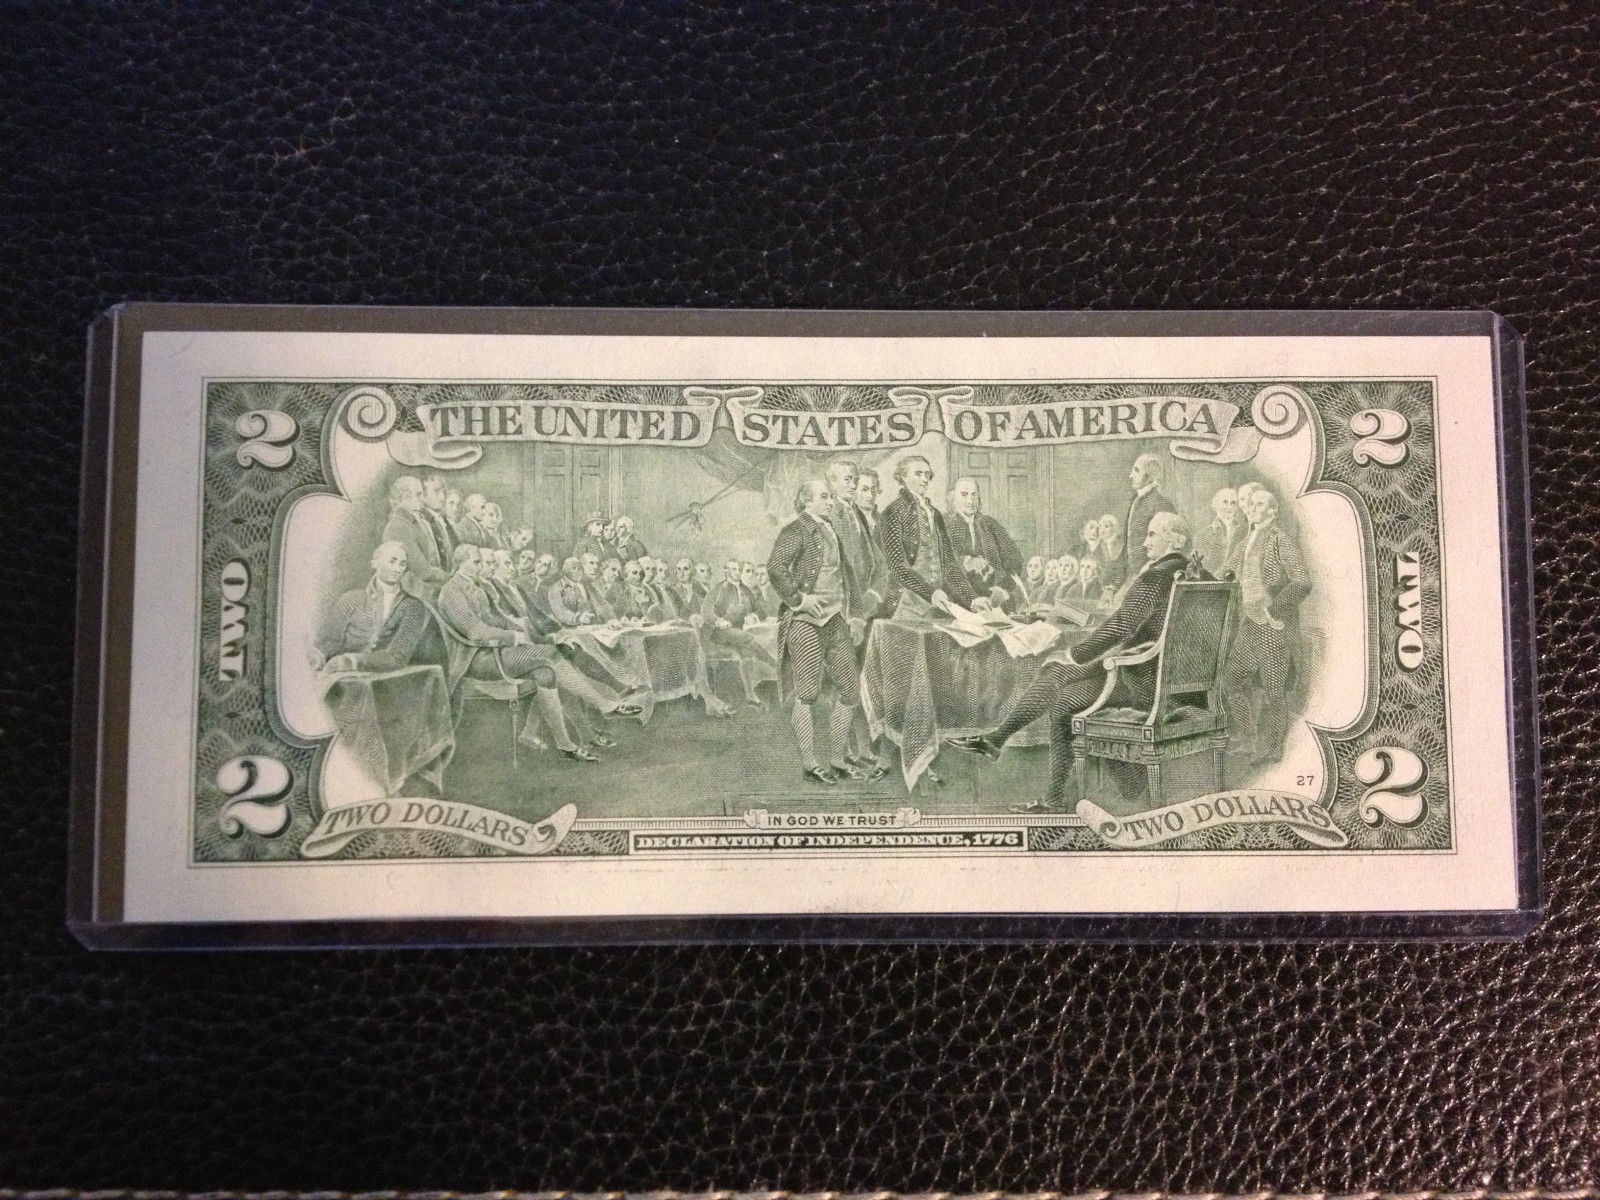 2 THE UNITED STATES OF AMERICA 2
TWO TWO
27
2 TWO DOLLARS IN GOD WE TRUST TWO DOLLARS 2
DECLARATION OF INDEPENDENCE, 1776